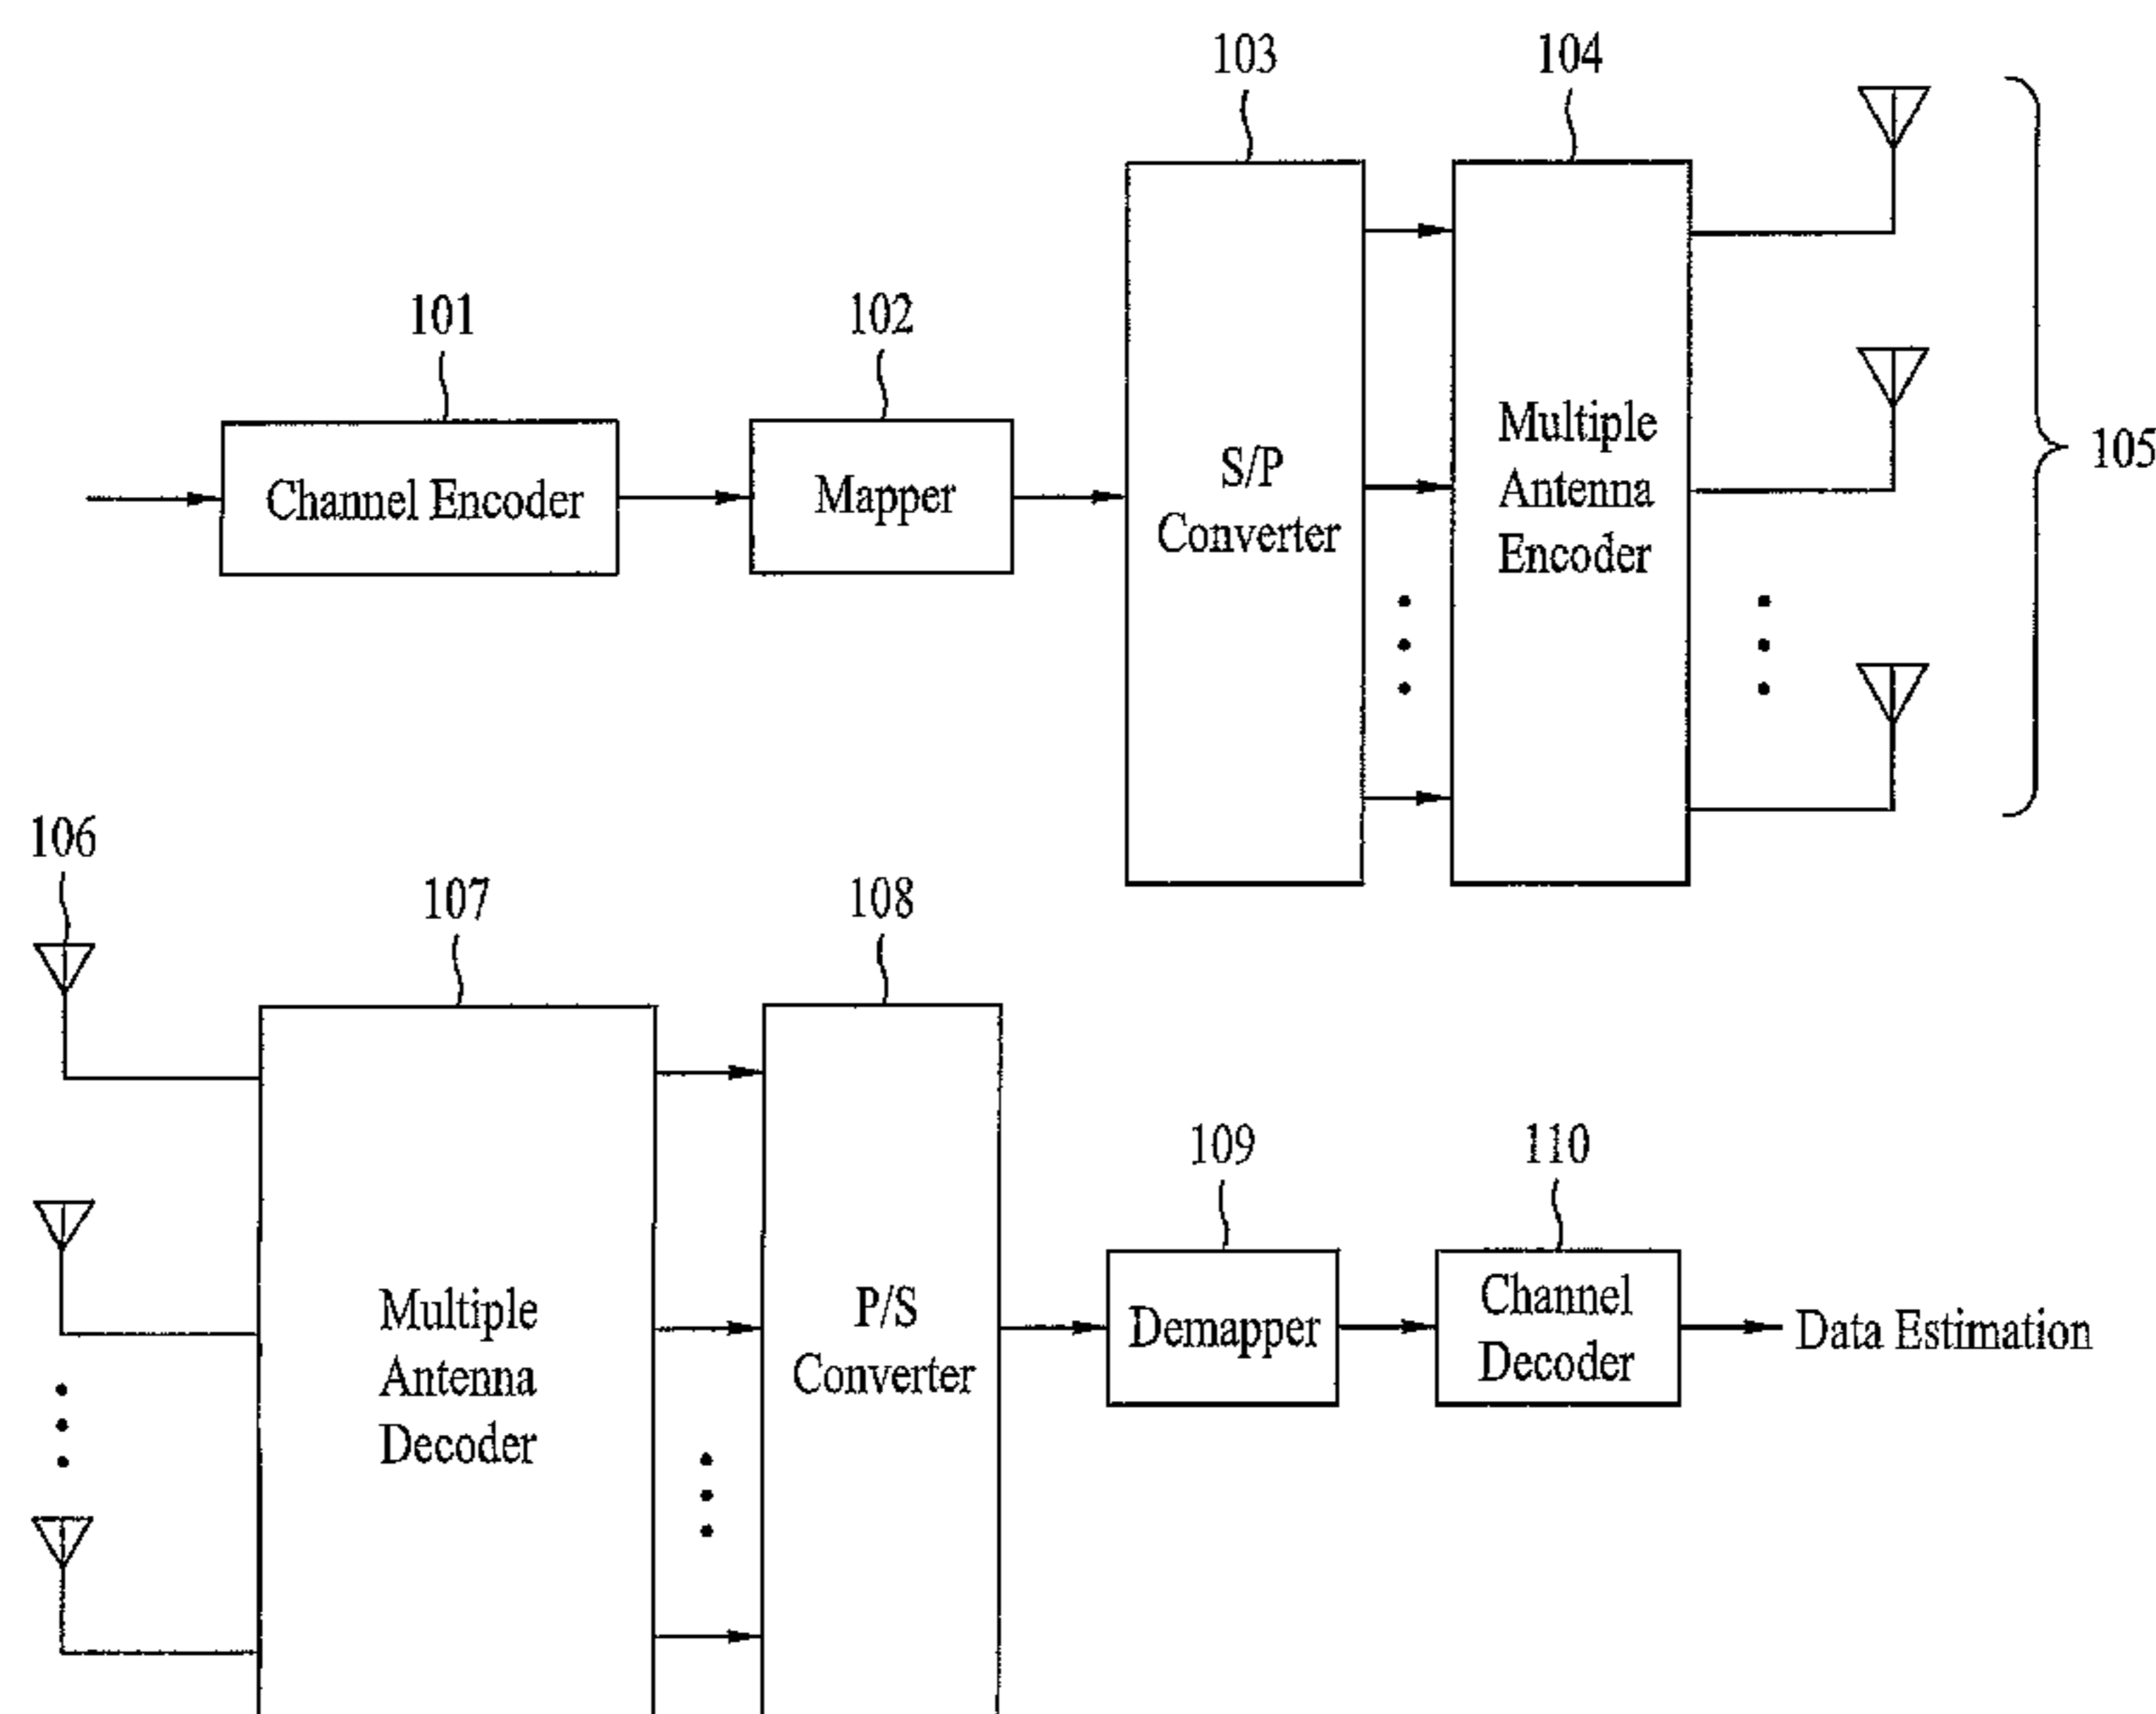 103
104
101
102
105
Channel Encoder
Mapper
S/P
Converter
Multiple
Antenna
Encoder
106
107
108
109
110
Multiple
Antenna
Decoder
P/S
Converter
Demapper
Channel
Decoder
Data Estimation